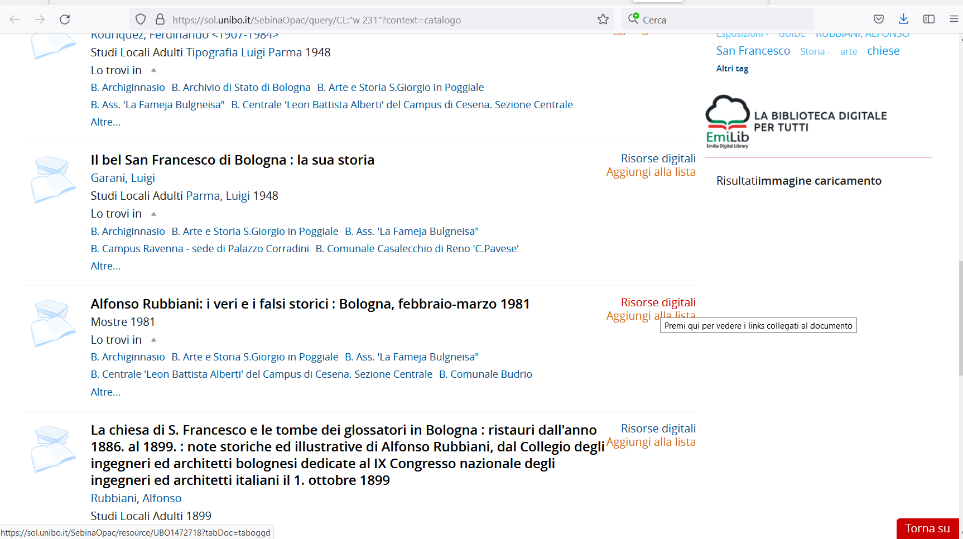 https://sol.unibo.it/SebinaOpac/query/CL:"w 231"?context=catalogo
Cerca
Rodriquez, Ferdinando <1907-1984>
Studi Locali Adulti Tipografia Luigi Parma 1948
Lo trovi in
B. Archiginnasio B. Archivio di Stato di Bologna B. Arte e Storia S.Giorgio in Poggiale
B. Ass. 'La Fameja Bulgneisa" B. Centrale 'Leon Battista Alberti' del Campus di Cesena. Sezione Centrale
Altre...
Il bel San Francesco di Bologna : la sua storia
Garani, Luigi
Studi Locali Adulti Parma, Luigi 1948
Lo trovi in
B. Archiginnasio B. Arte e Storia S.Giorgio in Poggiale B. Ass. 'La Fameja Bulgneisa"
B. Campus Ravenna - sede di Palazzo Corradini B. Comunale Casalecchio di Reno 'C.Pavese'
Altre...
Risorse digitali
Aggiungi alla lista
Alfonso Rubbiani: i veri e i falsi storici : Bologna, febbraio-marzo 1981
Mostre 1981
Lo trovi in
B. Archiginnasio B. Arte e Storia S.Giorgio in Poggiale B. Ass. 'La Fameja Bulgneisa"
B. Centrale 'Leon Battista Alberti' del Campus di Cesena. Sezione Centrale B. Comunale Budrio
Altre...
Risorse digitali
Aggiungi alla lista
Premi qui per vedere i links collegati al documento
La chiesa di S. Francesco e le tombe dei glossatori in Bologna : ristauri dall'anno
1886. al 1899. : note storiche ed illustrative di Alfonso Rubbiani, dal Collegio degli
ingegneri ed architetti bolognesi dedicate al IX Congresso nazionale degli
ingegneri ed architetti italiani il 1. ottobre 1899
Rubbiani, Alfonso
Studi Locali Adulti 1899
Risorse digitali
Aggiungi alla lista
Esposizioni - GUIDE RUBBIANI, ALFONSO
San Francesco Storia - arte chiese
Altri tag
EmiLib
Emilia Digital Library
LA BIBLIOTECA DIGITALE
PER TUTTI
Risultatiimmagine caricamento
https://sol.unibo.it/SebinaOpac/resource/UBO1472718?tabDoc=taboggd
Torna su